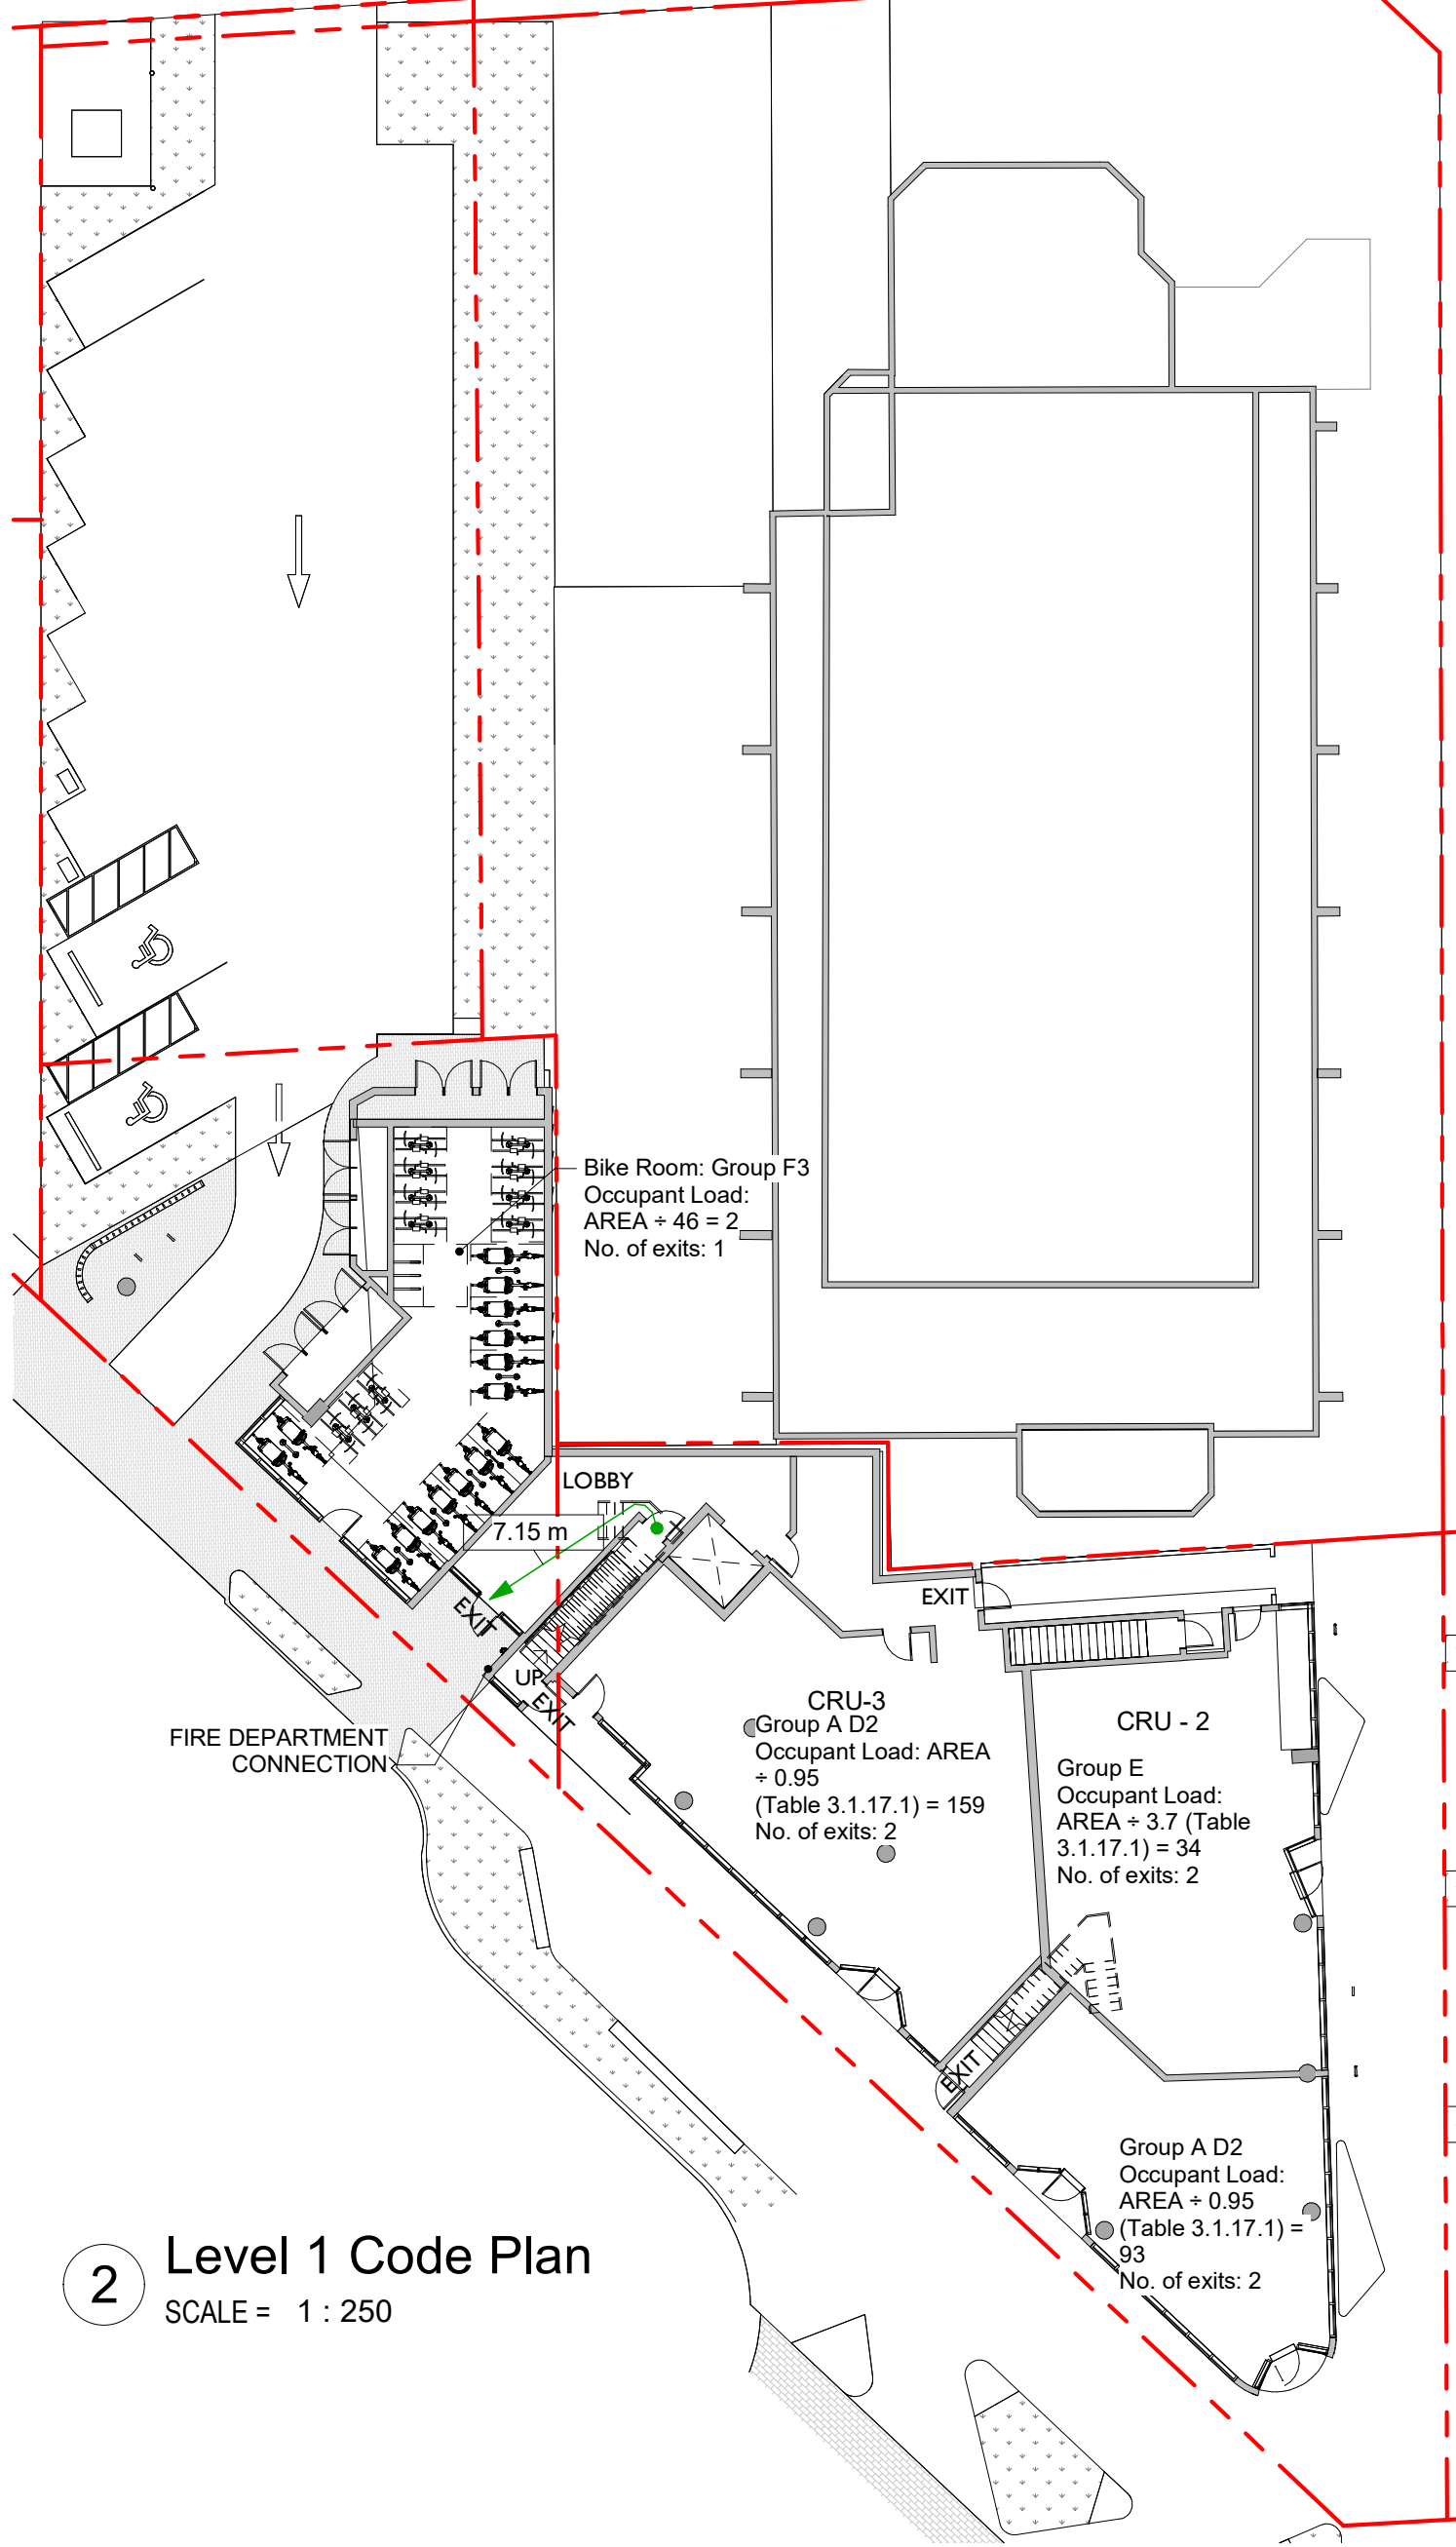 Bike Room: Group F3
Occupant Load:
AREA ÷ 46 = 2
No. of exits: 1
LOBBY
7.15 m
EXIT
EXIT
UP
EXIT
FIRE DEPARTMENT
CONNECTION
CRU-3
Group A D2
Occupant Load: AREA
÷ 0.95
(Table 3.1.17.1) = 159
No. of exits: 2
CRU - 2
Group E
Occupant Load:
AREA ÷ 3.7 (Table
3.1.17.1) = 34
No. of exits: 2
EXIT
Group A D2
Occupant Load:
AREA ÷ 0.95
(Table 3.1.17.1) =
93
No. of exits: 2
2
Level 1 Code Plan
SCALE = 1 : 250